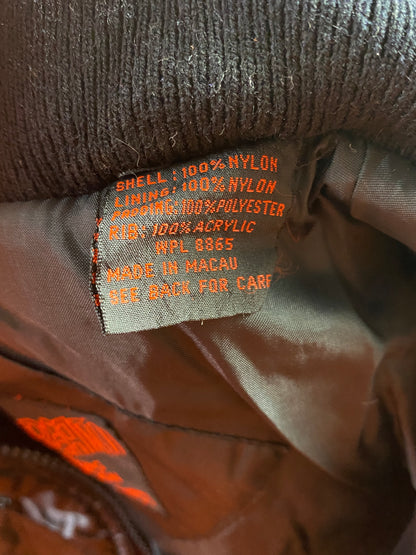 SHELL: 100% NYLON
LINING: 100% NYLON
PADDING: 100% POLYESTER
RIB: 100% ACRYLIC
WPL 8865
MADE IN MACAU
SEE BACK FOR CARE